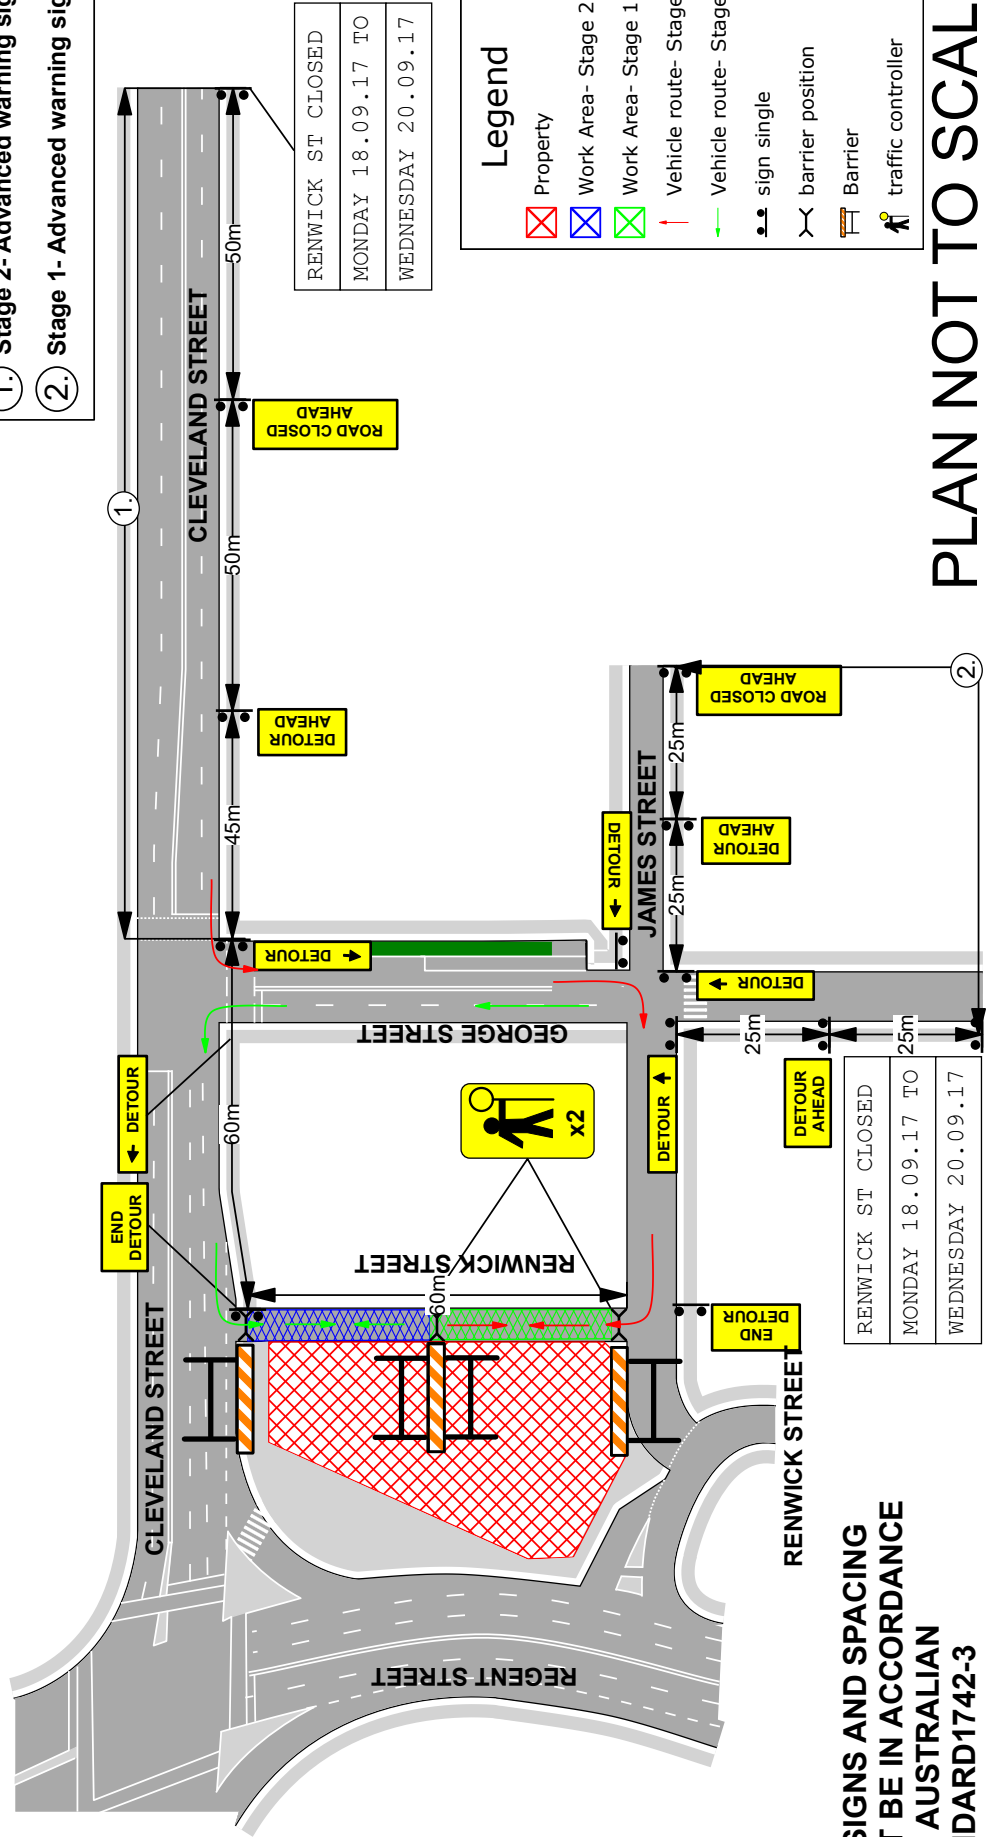 1. Stage 2- Advanced warning
2. Stage 1- Advanced warning
RENWICK ST CLOSED
MONDAY 18.09.17 TO
WEDNESDAY 20.09.17
Legend
Property
Work Area- Stage 2
Work Area- Stage 1
Vehicle route- Stage
Vehicle route- Stage
sign single
barrier position
Barrier
traffic controller
PLAN NOT TO
1.
CLEVELAND STREET
50m
50m
45m
60m
ROAD CLOSED
AHEAD
DETOUR
AHEAD
DETOUR
DETOUR
END
DETOUR
CLEVELAND STREET
GEORGE STREET
JAMES STREET
DETOUR
25m
25m
ROAD CLOSED
AHEAD
DETOUR
AHEAD
DETOUR
2.
25m
25m
DETOUR
AHEAD
DETOUR
x2
RENWICK STREET
60m
END
DETOUR
RENWICK STREET
REGENT STREET
RENWICK ST CLOSED
MONDAY 18.09.17 TO
WEDNESDAY 20.09.17
SIGNS AND SPACING
BE IN ACCORDANCE
AUSTRALIAN